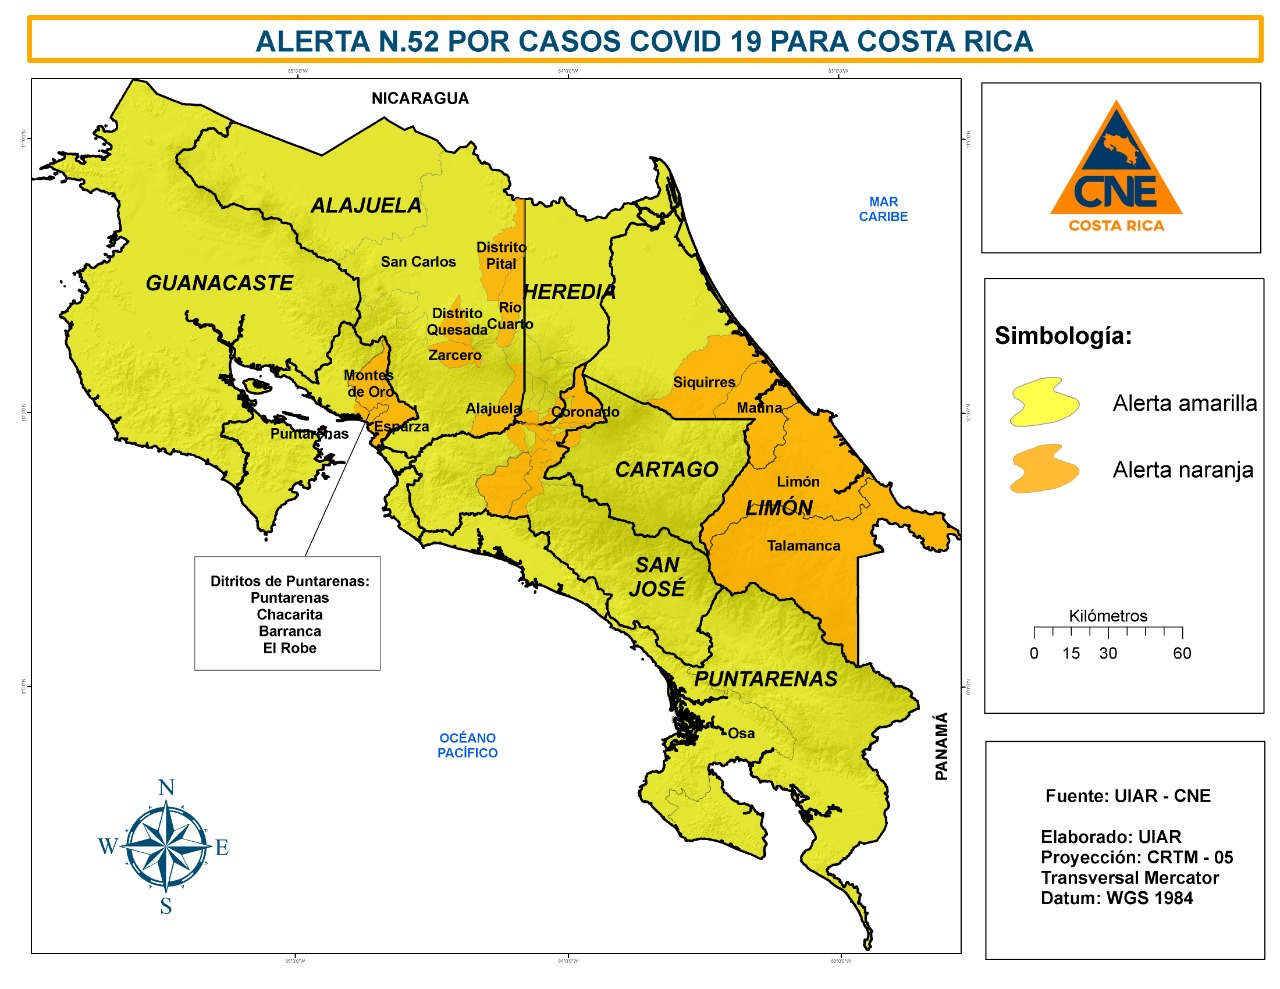 ALERTA N.52 POR CASOS COVID 19 PARA COSTA RICA
NICARAGUA
MAR
CARIBE
CNE
COSTA RICA
ALAJUELA
San Carlos
Distrito
Pital
GUANACASTE
HEREDIA
Río
Cuarto
Distrito
Quesada
Zarcero
Montes
de Oro
Siquirres
Alajuela
Coronado
Matina
Esparza
Puntarenas
CARTAGO
Limón
LIMÓN
Talamanca
SAN
JOSÉ
Ditritos de Puntarenas:
Puntarenas
Chacarita
Barranca
El Robe
PUNTARENAS
Osa
OCÉANO
PACÍFICO
PANAMÁ
N
W
E
S
Simbología:
Alerta amarilla
Alerta naranja
Kilómetros
0 15 30 60
Fuente: UIAR - CNE
Elaborado: UIAR
Proyección: CRTM - 05
Transversal Mercator
Datum: WGS 1984